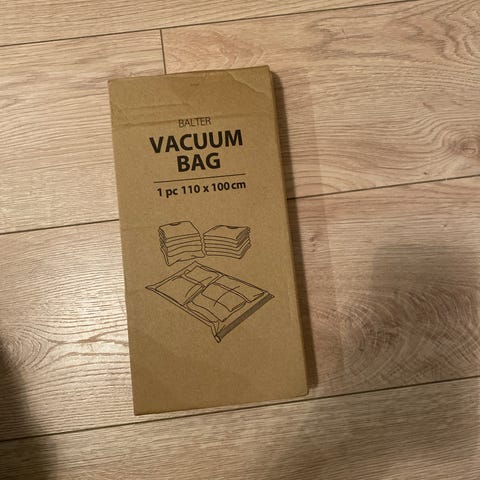 BALTER
VACUUM
BAG
1 pc 110 x 100 cm